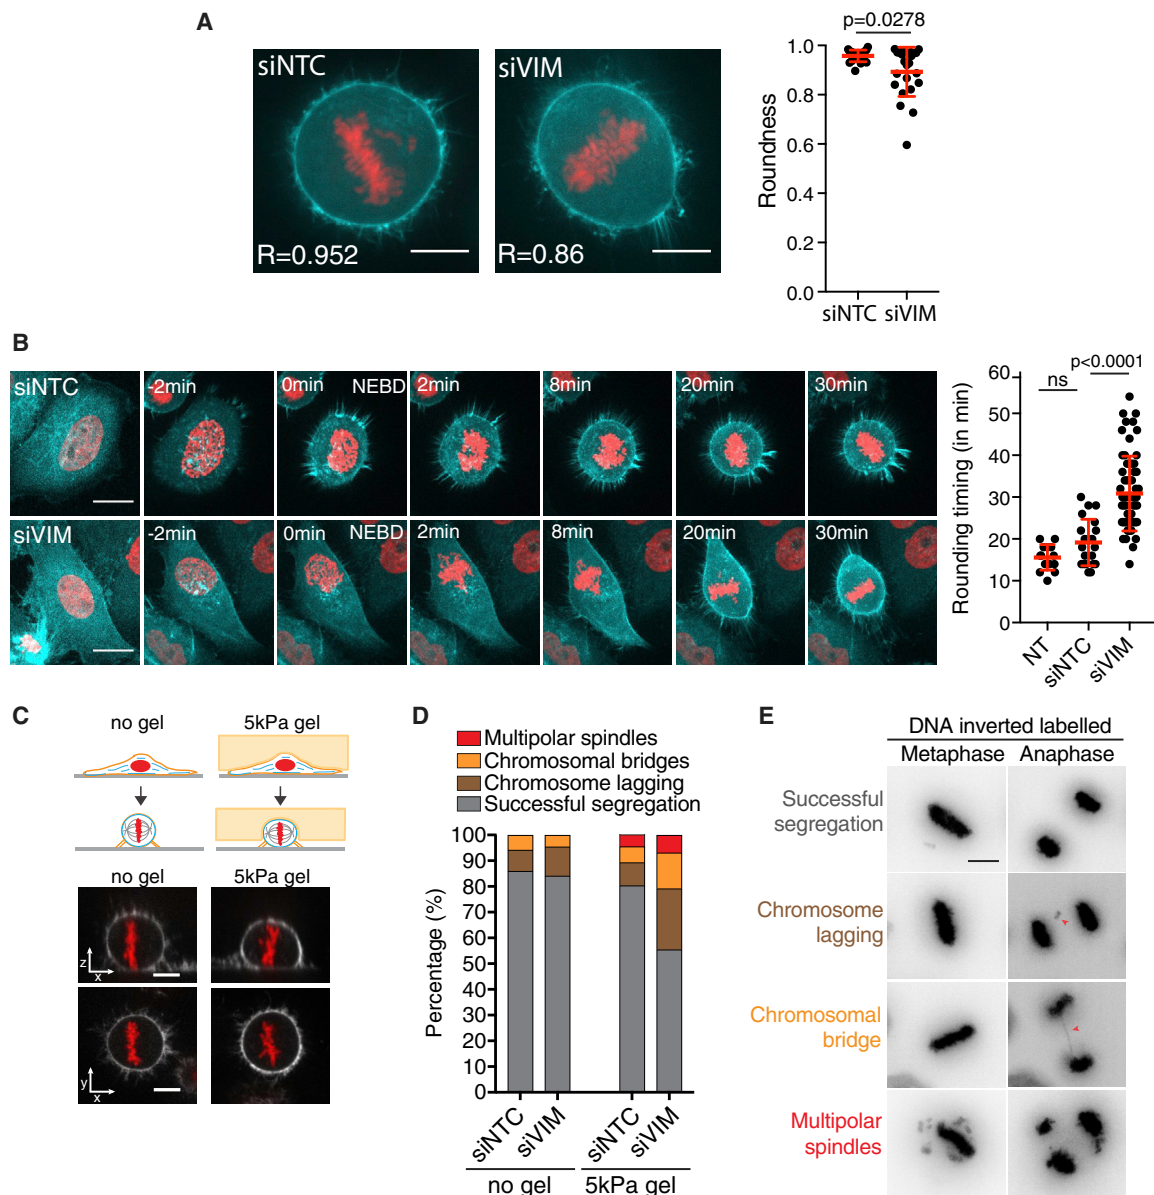 A
siNTC
R=0.952
siVIM
R=0.86
p=0.0278
Roundness
1.0
0.8
0.6
0.4
0.2
0.0
siNTC siVIM
B
siNTC
-2min
0min NEBD
2min
8min
20min
30min
siVIM
-2min
0min NEBD
2min
8min
20min
30min
p<0.0001
ns
Rounding timing (in min)
60
50
40
30
20
10
0
NT
siNTC
siVIM
C
no gel 5kPa gel
no gel 5kPa gel
z
x
y
x
D
Multipolar spindles
Chromosomal bridges
Chromosome lagging
Successful segregation
Percentage (%)
100
90
80
70
60
50
40
30
20
10
0
siNTC
siVIM
siNTC
siVIM
no gel 5kPa gel
E
DNA inverted labelled
Metaphase Anaphase
Successful
segregation
Chromosome
lagging
Chromosomal
bridge
Multipolar
spindles